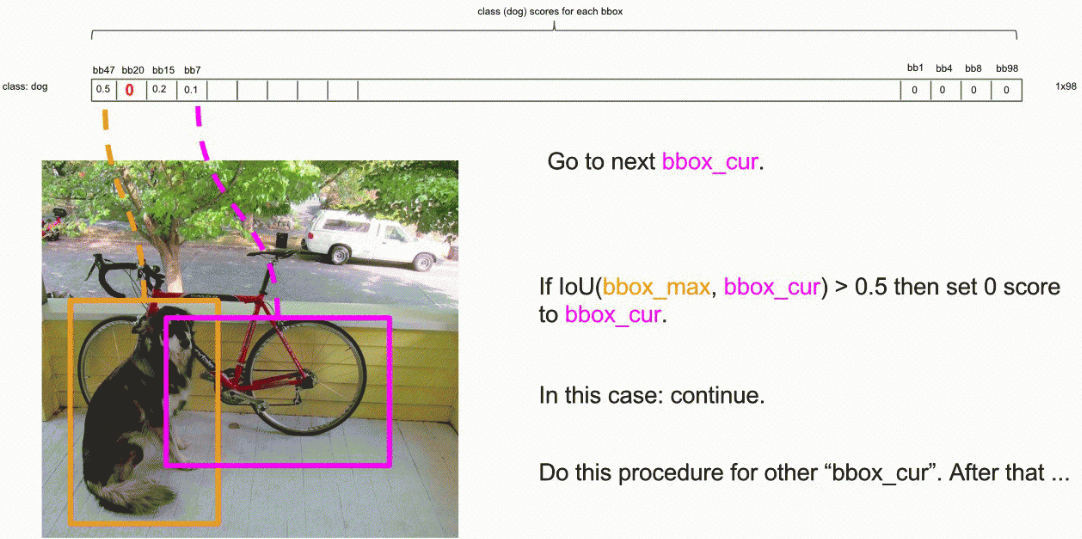 class (dog) scores for each bbox
bb47 bb20 bb15 bb7 bb1 bb4 bb8 bb98
class: dog 0.5 0 0.2 0.1 0 0 0 0 1x98
Go to next bbox_cur.
If IoU(bbox_max, bbox_cur) > 0.5 then set 0 score
to bbox_cur.
In this case: continue.
Do this procedure for other “bbox_cur”. After that ...